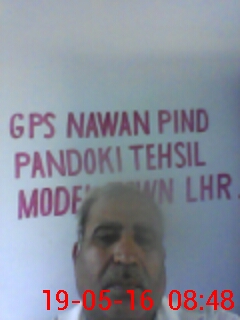 GPS NAWAN PIND
PANDOKI TEHSIL
MODEL LHR.
19-05-16 08:48